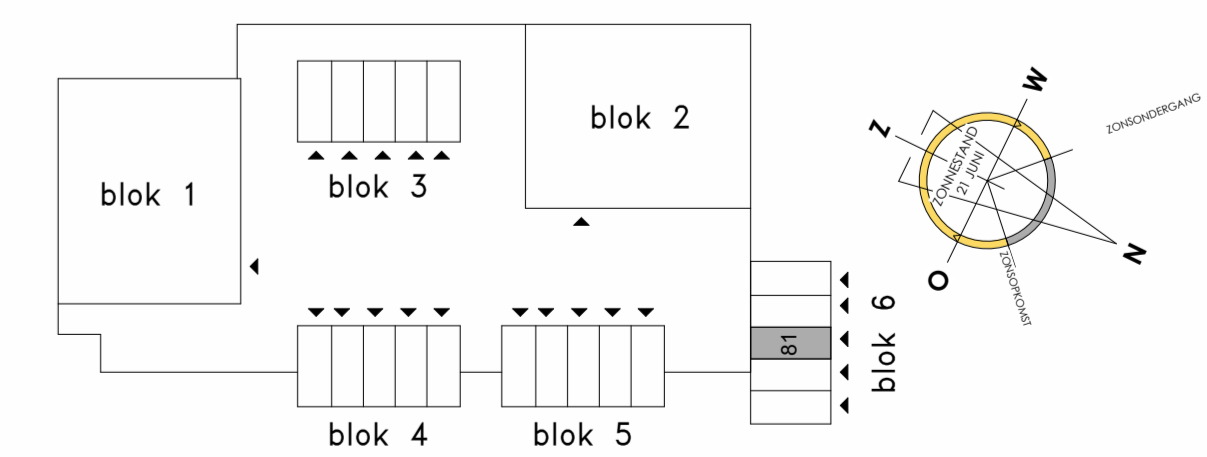 blok 1
blok 2
blok 3
blok 4
blok 5
blok 6
81
Z
W
O
N
ZONNESTAND
21 JUNI
ZONSONDERGANG
ZONSOPKOMST